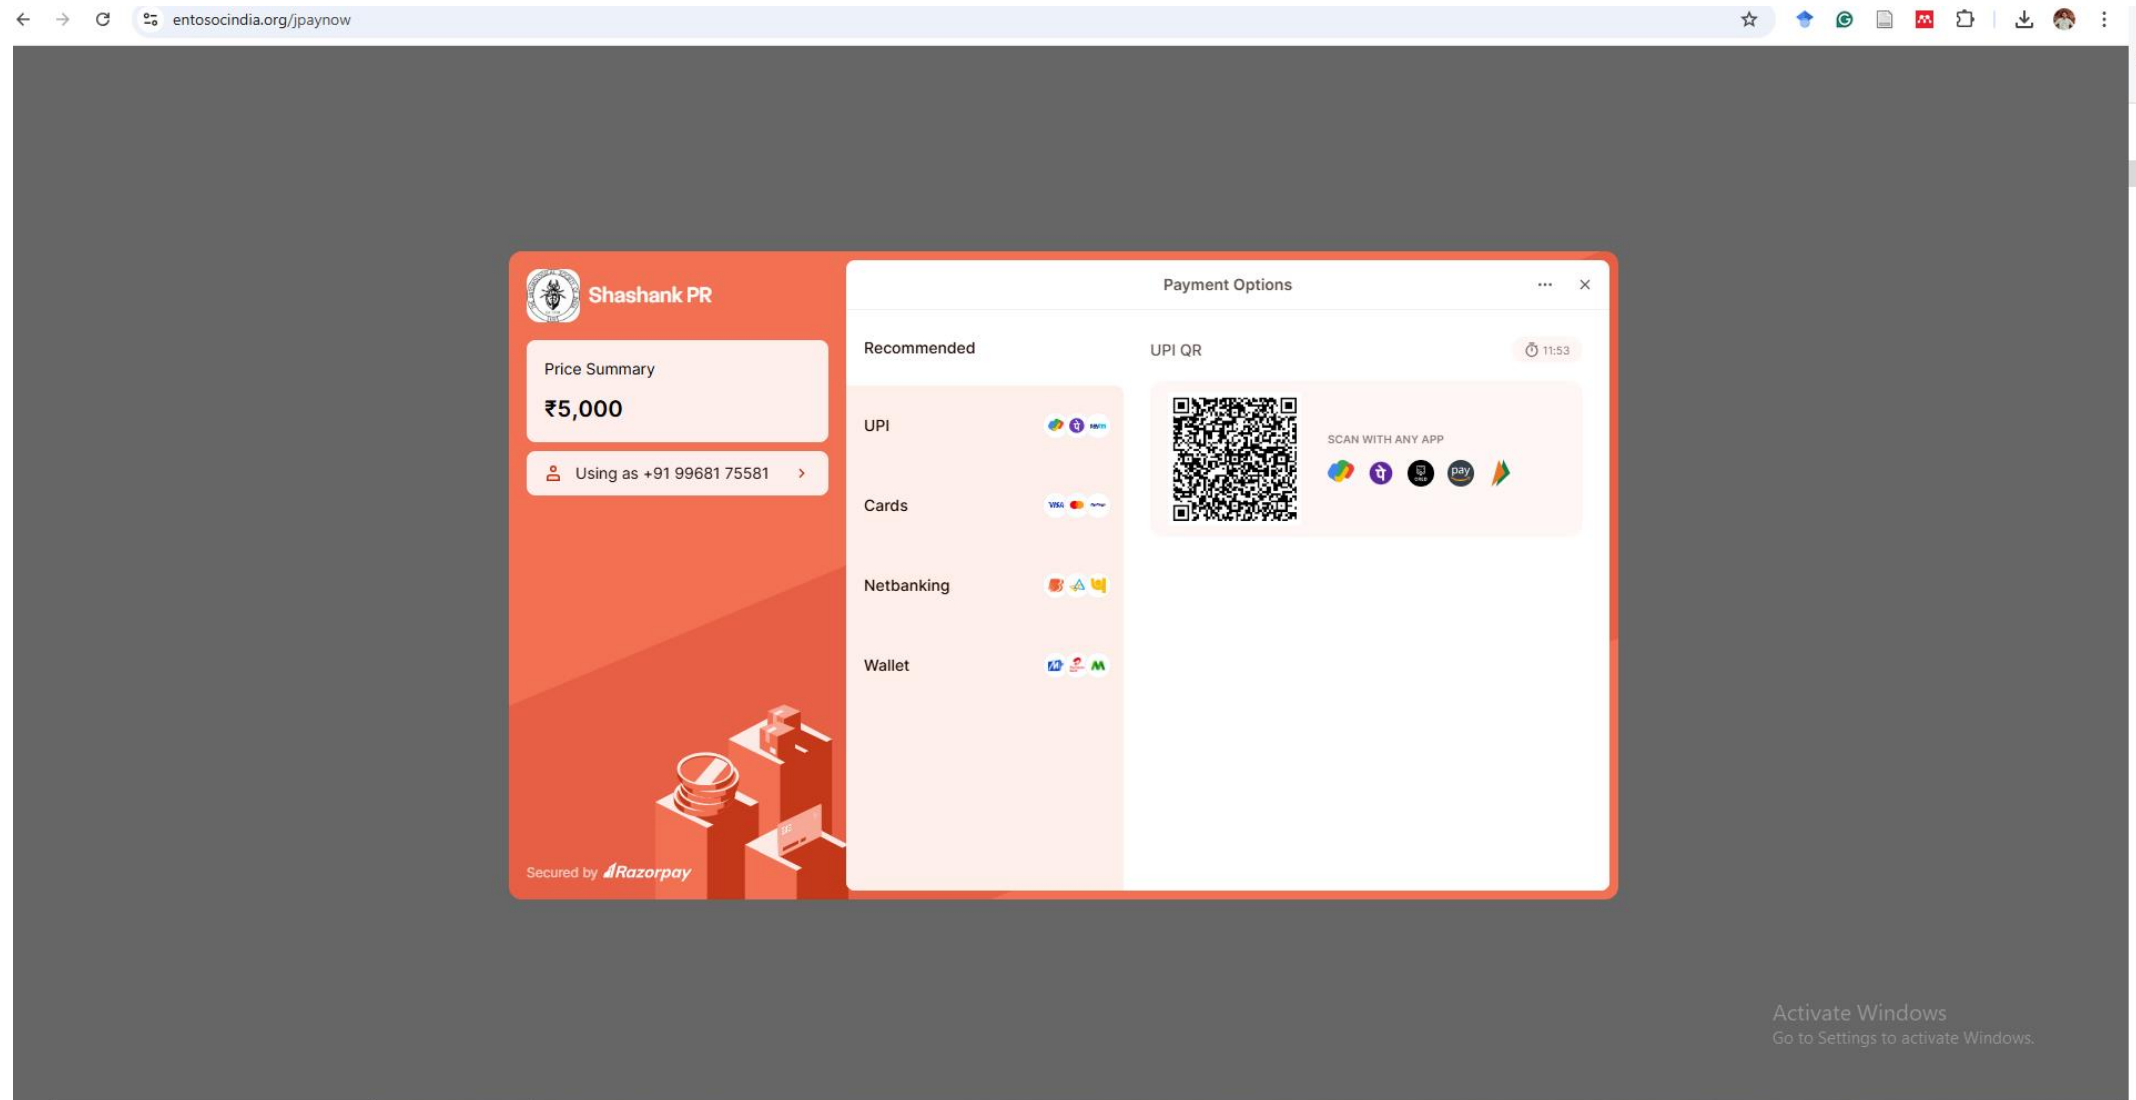 entosocindia.org/jpaynow
Shashank PR
Price Summary
₹5,000
Using as +91 99681 75581
Secured by Razorpay
Payment Options
Recommended
UPI
Cards
VISA
Netbanking
Wallet
UPI QR
11:53
SCAN WITH ANY APP
पे
pay
Activate Windows
Go to Settings to activate Windows.